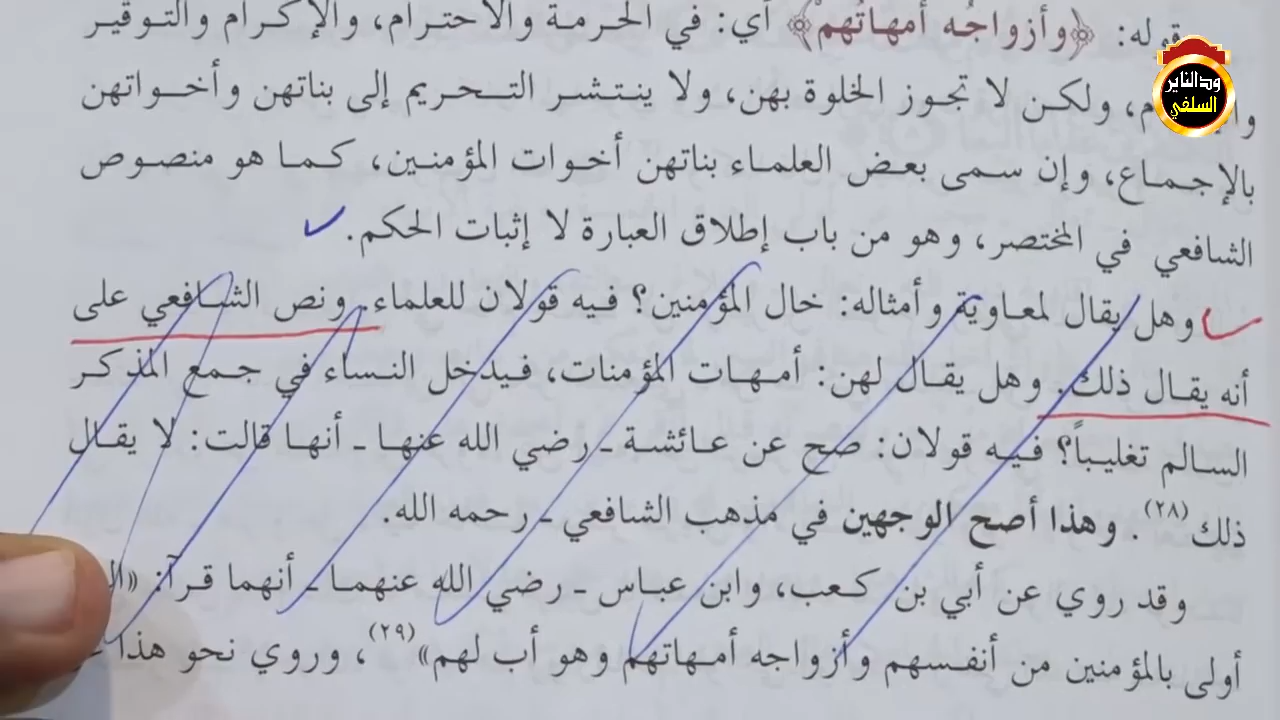 قوله: ﴿وأزواجُه أمهاتُهمْ﴾ أي: في الحرمة والاحترام، والإكرام والتوقير
ولكن لا تجوز الخلوة بهن، ولا ينتشر التحريم إلى بناتهن وأخواتهن
بالإجماع، وإن سمى بعض العلماء بناتهن أخوات المؤمنين، كما هو منصوص
الشافعي في المختصر، وهو من باب إطلاق العبارة لا إثبات الحكم.
وهل يقال لمعاوية وأمثاله: خال المؤمنين؟ فيه قولان للعلماء. ونص الشافعي على
أنه يقال ذلك. وهل يقال لهن: أمهات المؤمنات، فيدخل النساء في جمع المذكر
السالم تغليباً؟ فيه قولان: صح عن عائشة ـ رضي الله عنها ـ أنها قالت: لا يقال
ذلك (٢٨). وهذا أصح الوجهين في مذهب الشافعي ـ رحمه الله.
وقد روي عن أبي بن كعب، وابن عباس ـ رضي الله عنهما ـ أنهما قرآ: «
أولى بالمؤمنين من أنفسهم وأزواجه أمهاتهم وهو أب لهم» (٢٩)، وروي نحو هذا
ودالناير
السلفي